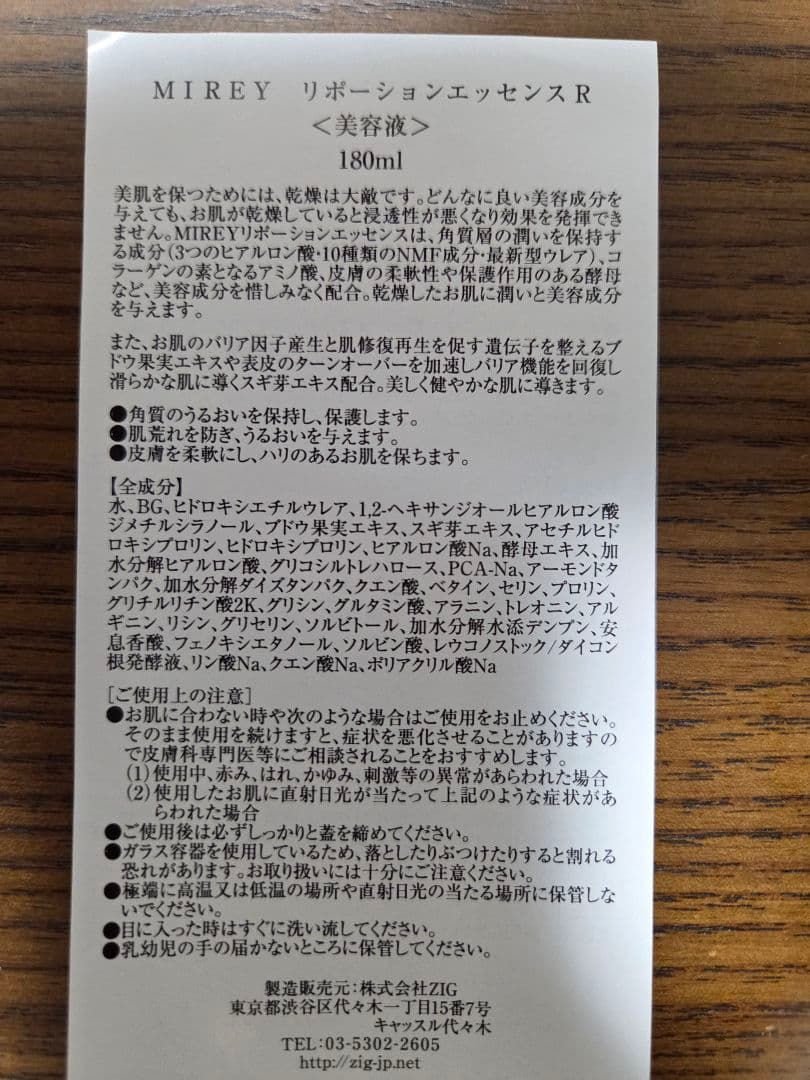 MIREY　リポーションエッセンスR
＜美容液＞
180ml
美肌を保つためには、乾燥は大敵です。どんなに良い美容成分を
与えても、お肌が乾燥していると浸透性が悪くなり効果を発揮でき
ません。MIREYリポーションエッセンスは、角質層の潤いを保持す
る成分(3つのヒアルロン酸・10種類のNMF成分・最新型ウレア)、コ
ラーゲンの素となるアミノ酸、皮膚の柔軟性や保護作用のある酵母
など、美容成分を惜しみなく配合。乾燥したお肌に潤いと美容成分
を与えます。
また、お肌のバリア因子産生と肌修復再生を促す遺伝子を整えるブ
ドウ果実エキスや表皮のターンオーバーを加速しバリア機能を回復し
滑らかな肌に導くスギ芽エキス配合。美しく健やかな肌に導きます。
●角質のうるおいを保持し、保護します。
●肌荒れを防ぎ、うるおいを与えます。
●皮膚を柔軟にし、ハリのあるお肌を保ちます。
【全成分】
水、BG、ヒドロキシエチルウレア、1,2-ヘキサンジオールヒアルロン酸
ジメチルシラノール、ブドウ果実エキス、スギ芽エキス、アセチルヒド
ロキシプロリン、ヒドロキシプロリン、ヒアルロン酸Na、酵母エキス、加
水分解ヒアルロン酸、グリコシルトレハロース、PCA-Na、アーモンドタ
ンパク、加水分解ダイズタンパク、クエン酸、ベタイン、セリン、プロリン、
グリチルリチン酸2K、グリシン、グルタミン酸、アラニン、トレオニン、アル
ギニン、リシン、グリセリン、ソルビトール、加水分解水添デンプン、安
息香酸、フェノキシエタノール、ソルビン酸、レウコノストック/ダイコン
根発酵液、リン酸Na、クエン酸Na、ポリアクリル酸Na
[ご使用上の注意]
●お肌に合わない時や次のような場合はご使用をお止めください。
そのまま使用を続けますと、症状を悪化させることがありますの
で皮膚科専門医等にご相談されることをおすすめします。
(1)使用中、赤み、はれ、かゆみ、刺激等の異常があらわれた場合
(2)使用したお肌に直射日光が当たって上記のような症状があ
らわれた場合
●ご使用後は必ずしっかりと蓋を締めてください。
●ガラス容器を使用しているため、落としたりぶつけたりすると割れる
恐れがあります。お取り扱いには十分にご注意ください。
●極端に高温又は低温の場所や直射日光の当たる場所に保管しな
いでください。
●目に入った時はすぐに洗い流してください。
●乳幼児の手の届かないところに保管してください。
製造販売元：株式会社ZIG
東京都渋谷区代々木一丁目15番7号
キャッスル代々木
TEL：03-5302-2605
http://zig-jp.net